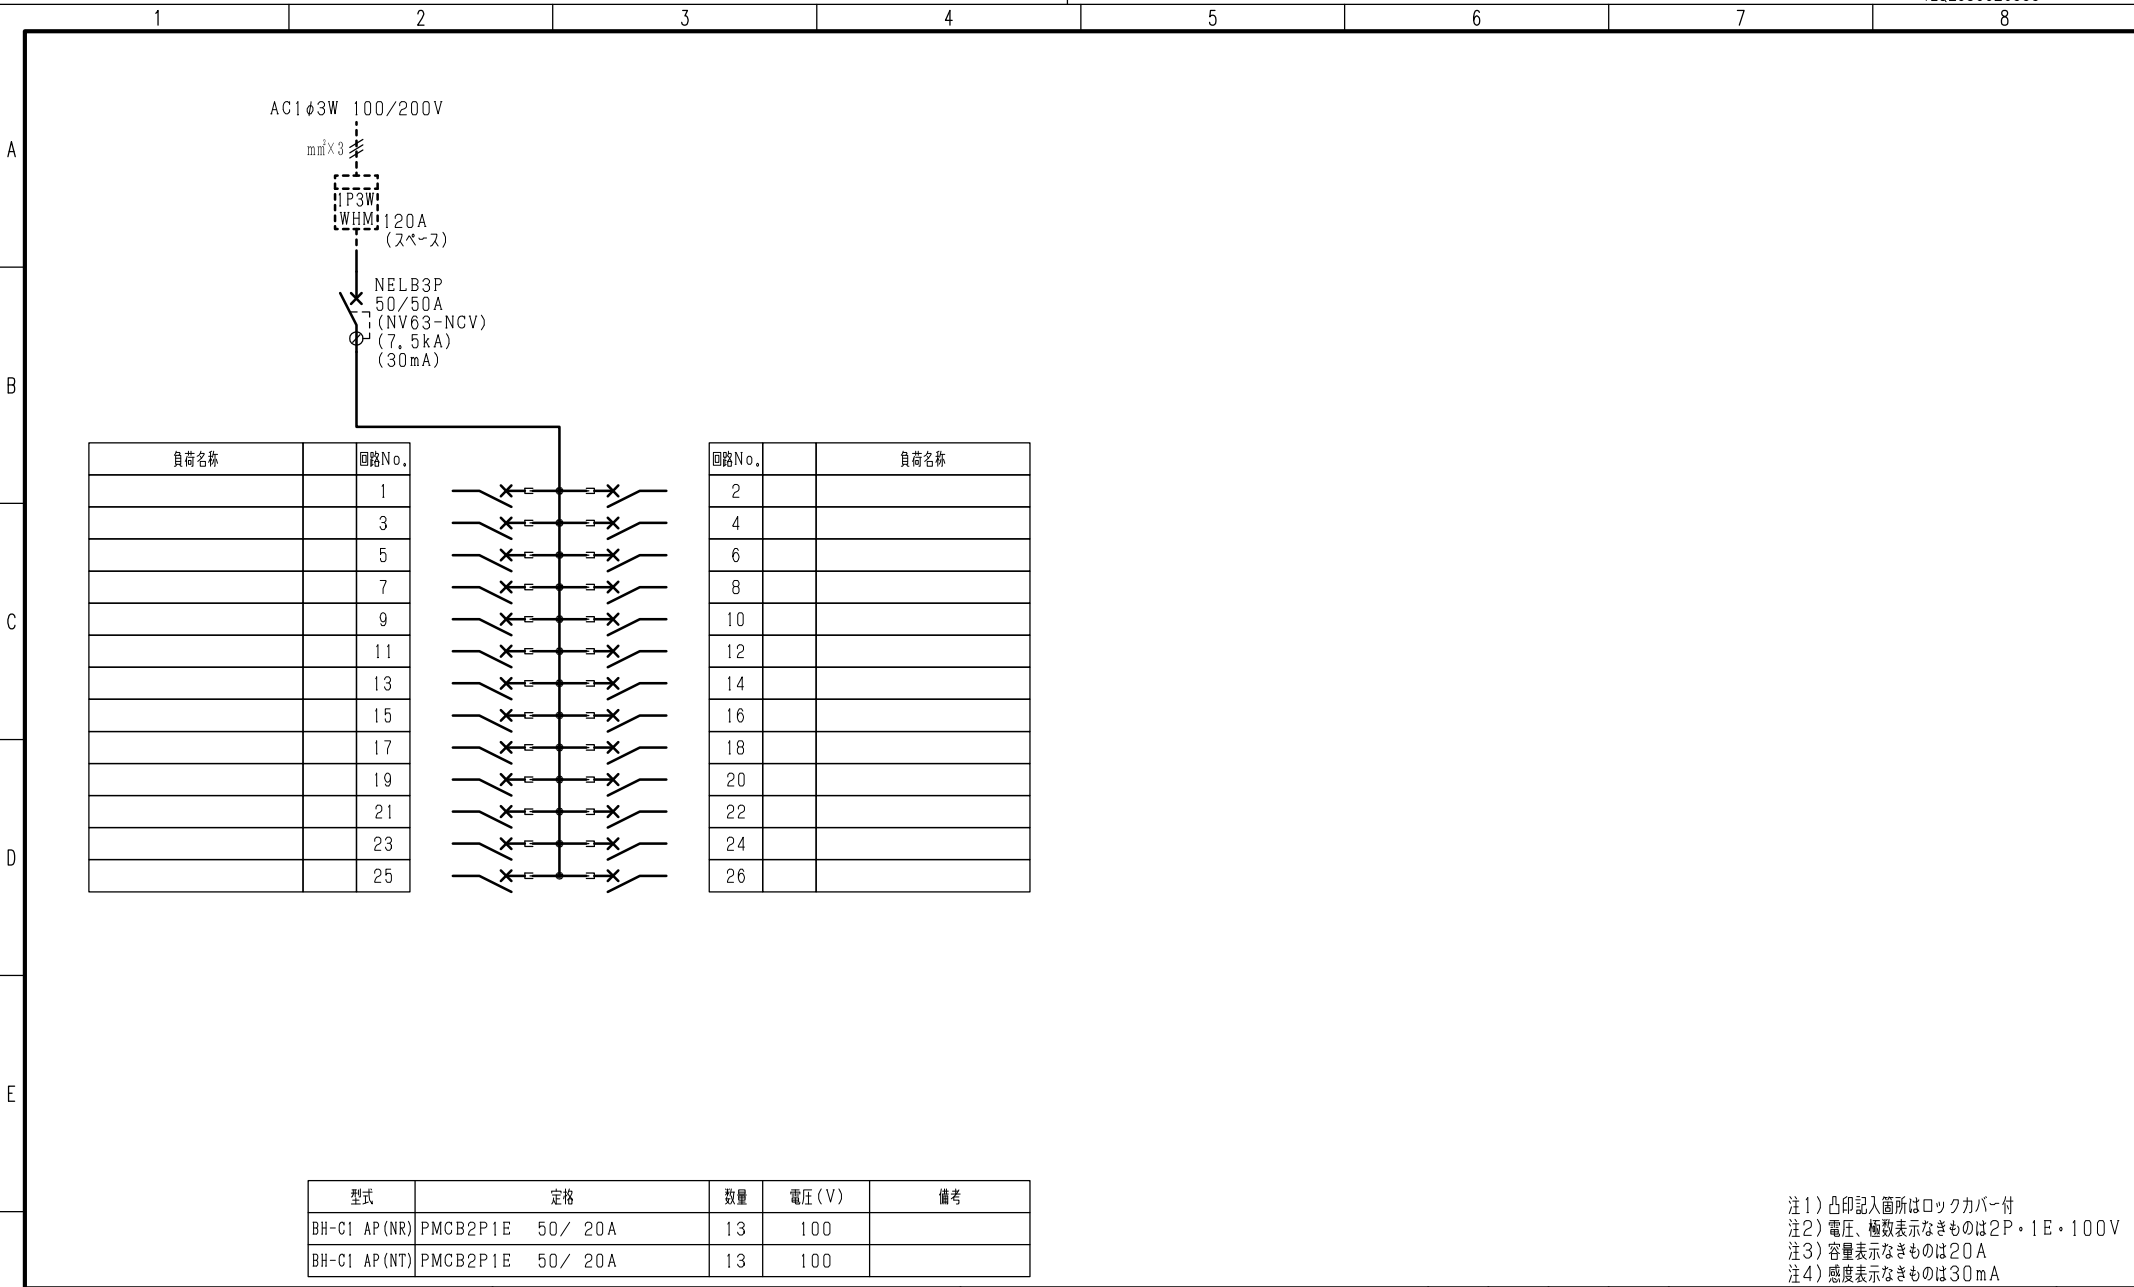 1 2 3 4 5 6 7 8
A
B
C
D
E
AC1φ3W 100/200V
mm²×3
1P3W
WHM
120A
(スペース)
NELB3P
50/50A
(NV63-NCV)
(7.5kA)
(30mA)
負荷名称 回路No. 回路No. 負荷名称
1 2
3 4
5 6
7 8
9 10
11 12
13 14
15 16
17 18
19 20
21 22
23 24
25 26
型式 定格 数量 電圧(V) 備考
BH-C1 AP(NR) PMCB2P1E 50/ 20A 13 100
BH-C1 AP(NT) PMCB2P1E 50/ 20A 13 100
注1)凸印記入箇所はロックカバー付
注2)電圧、極数表示なきものは2P・1E・100V
注3)容量表示なきものは20A
注4)感度表示なきものは30mA